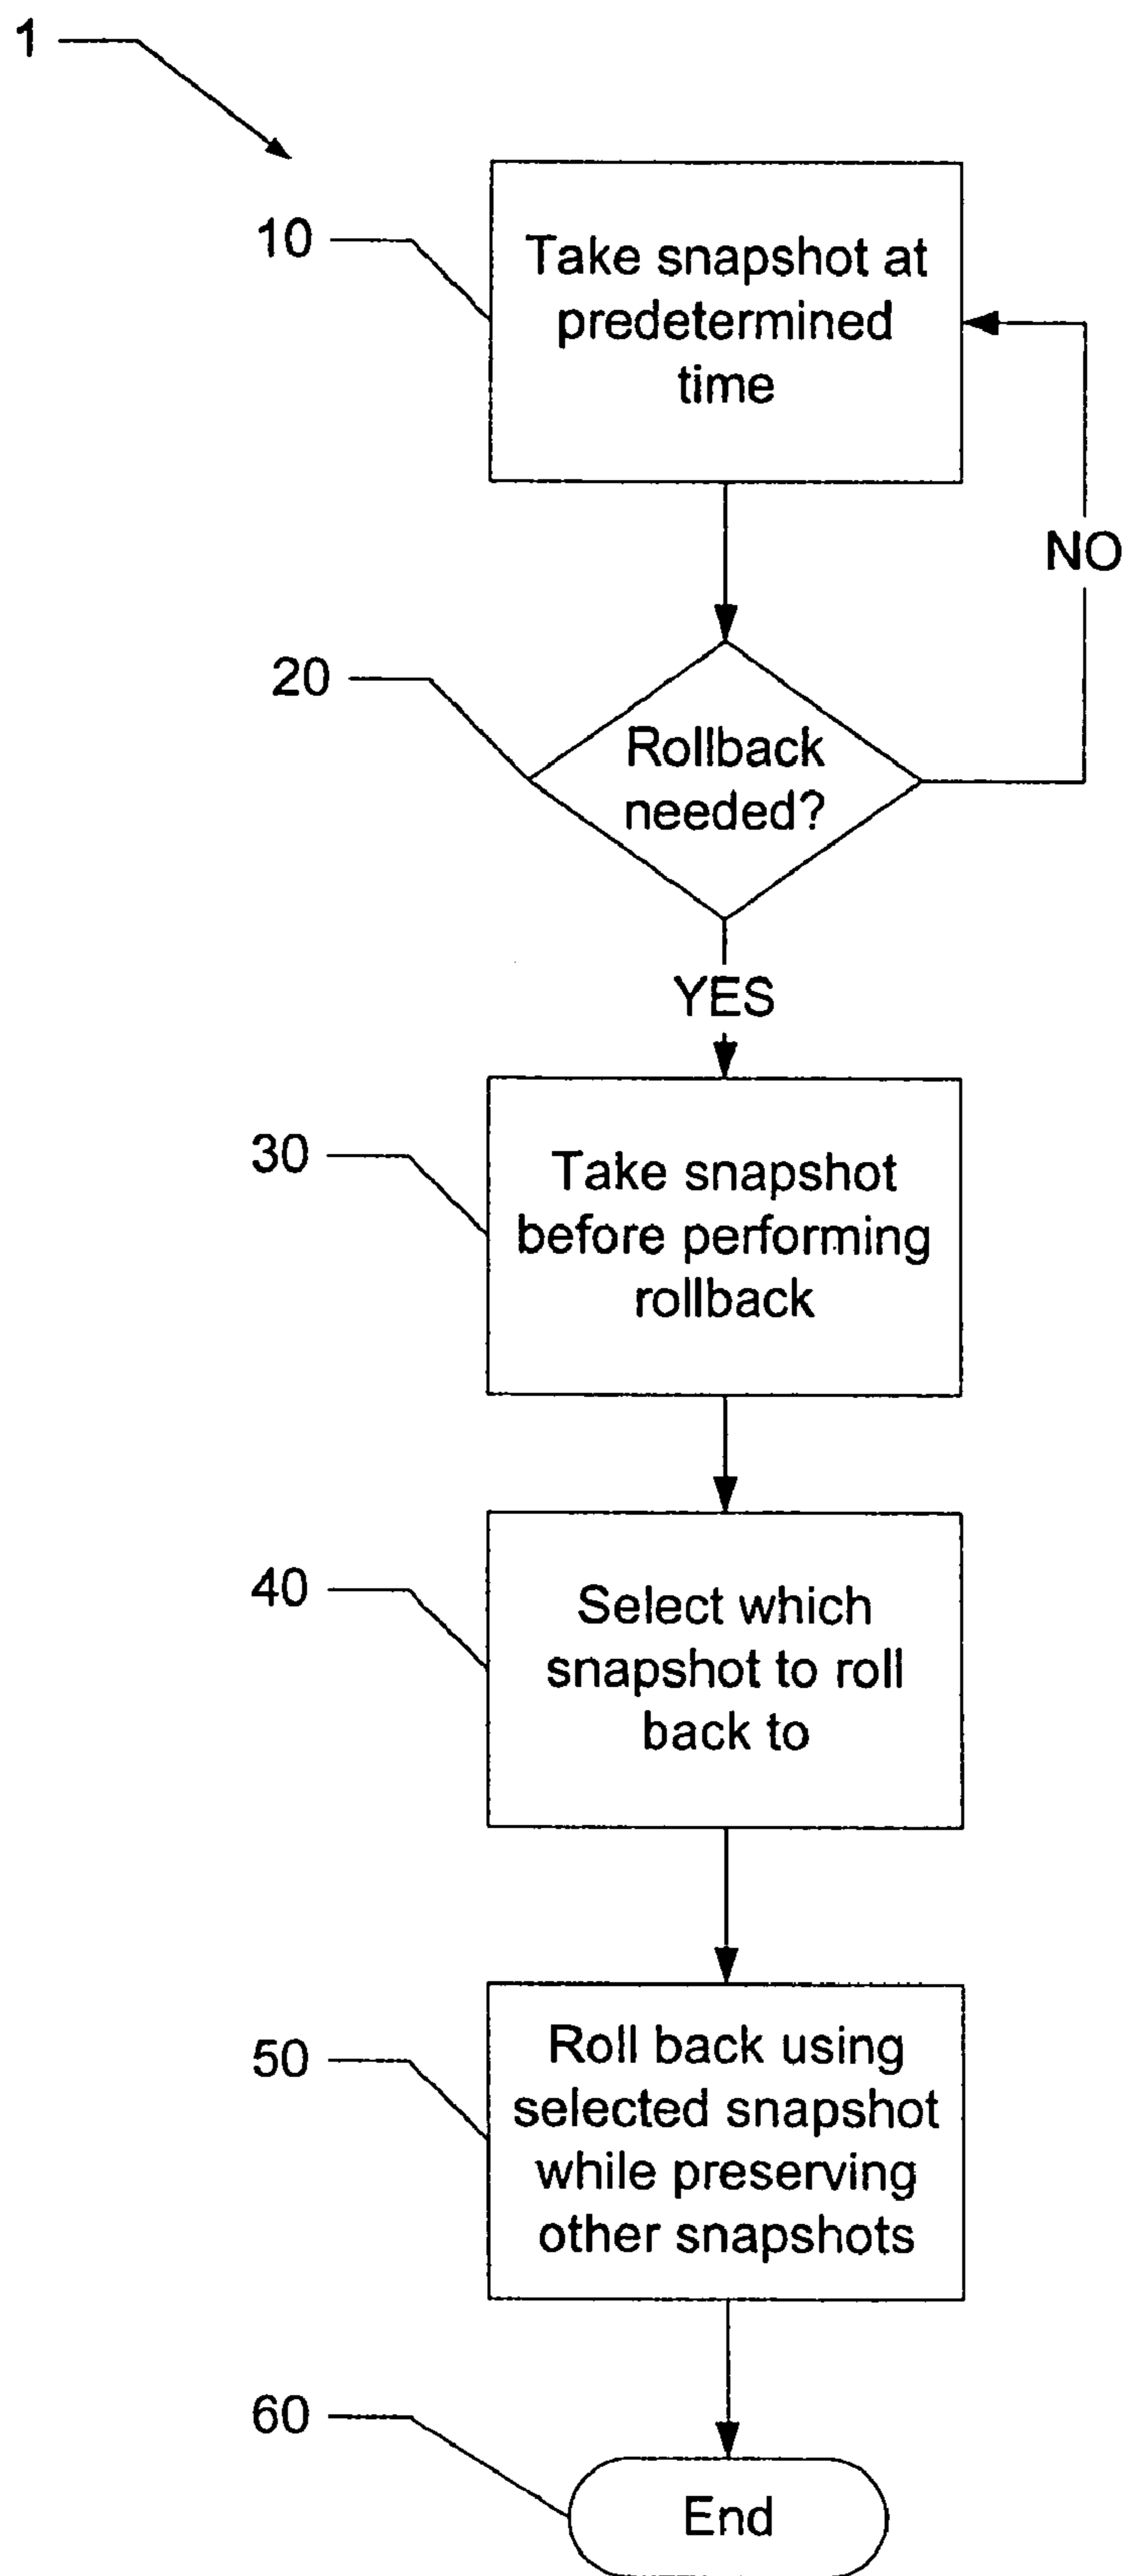 1
10
Take snapshot at
predetermined
time
NO
20
Rollback
needed?
YES
30
Take snapshot
before performing
rollback
40
Select which
snapshot to roll
back to
50
Roll back using
selected snapshot
while preserving
other snapshots
60
End